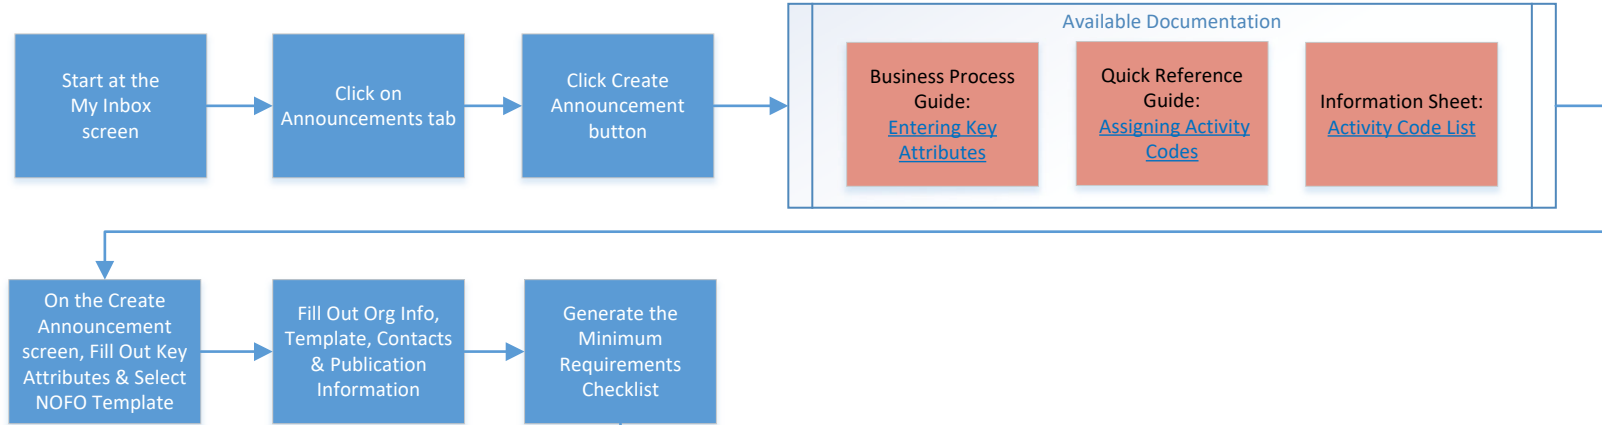 Start at the
My Inbox
screen
Click on
Announcements tab
Click Create
Announcement
button
Available Documentation
Business Process
Guide:
Entering Key
Attributes
Quick Reference
Guide:
Assigning Activity
Codes
Information Sheet:
Activity Code List
On the Create
Announcement
screen, Fill Out Key
Attributes & Select
NOFO Template
Fill Out Org Info,
Template, Contacts
& Publication
Information
Generate the
Minimum
Requirements
Checklist